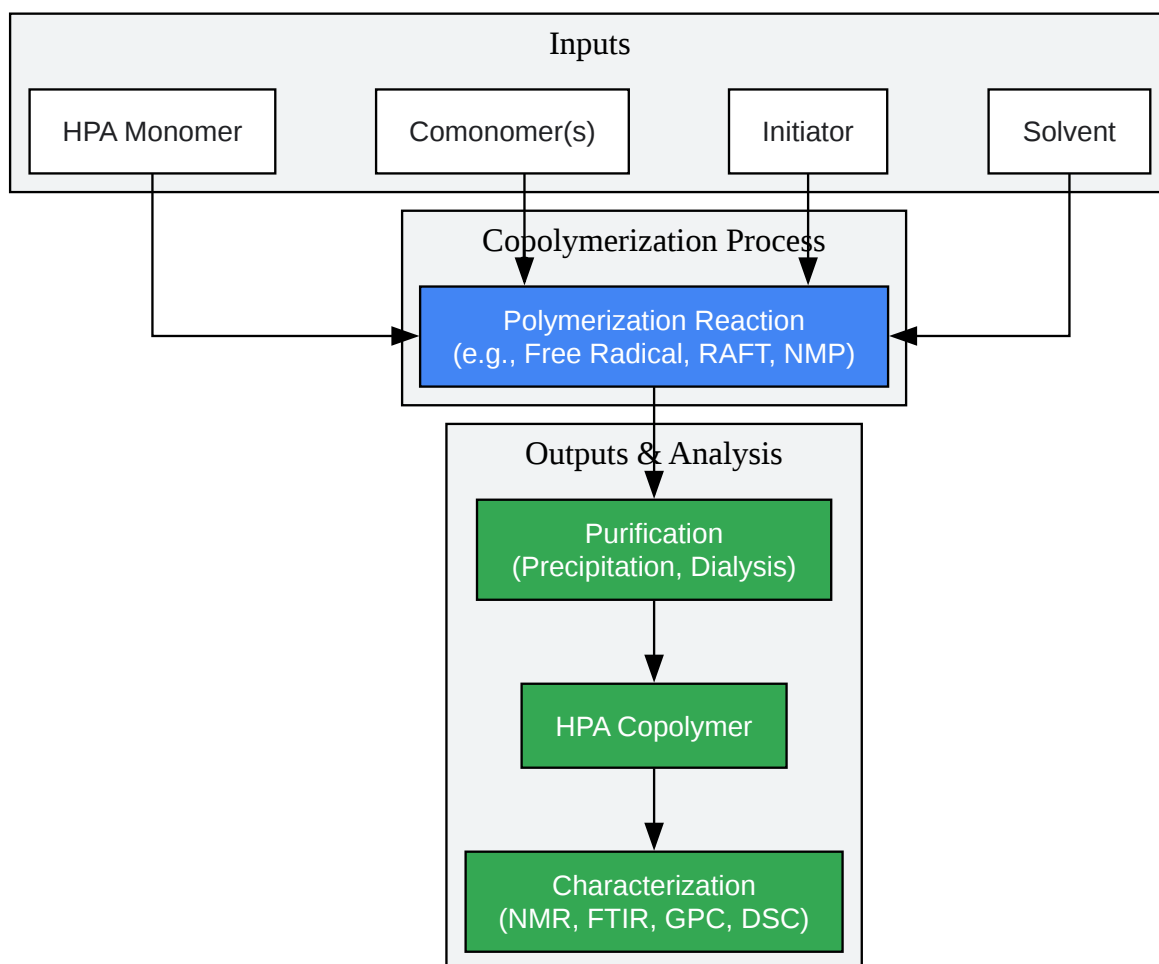 Inputs
HPA Monomer
Comonomer(s)
Initiator
Solvent
Copolymerization Process
Polymerization Reaction
(e.g., Free Radical, RAFT, NMP)
Outputs & Analysis
Purification
(Precipitation, Dialysis)
HPA Copolymer
Characterization
(NMR, FTIR, GPC, DSC)